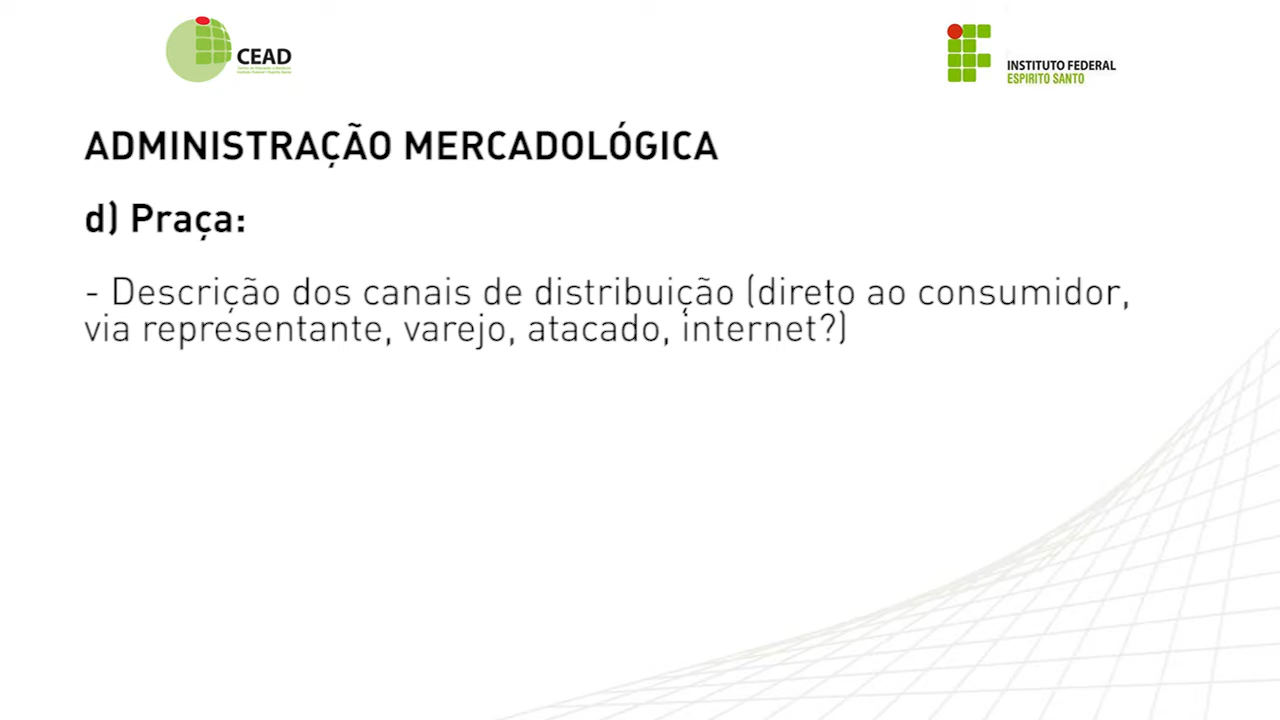 CEAD
INSTITUTO FEDERAL
ESPIRITO SANTO
ADMINISTRAÇÃO MERCADOLÓGICA
d) Praça:
- Descrição dos canais de distribuição (direto ao consumidor,
via representante, varejo, atacado, internet?)